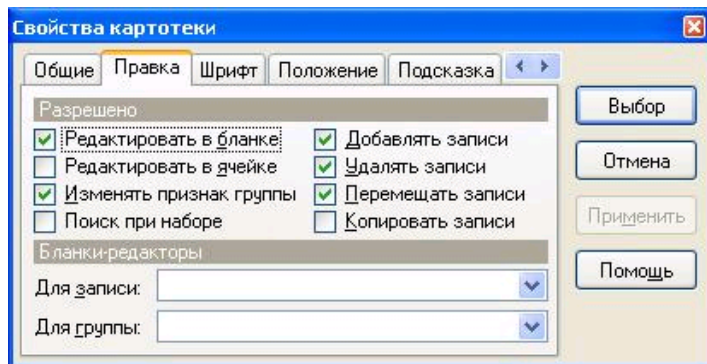 Свойства картотеки
Общие Правка Шрифт Положение Подсказка
Разрешено
Редактировать в бланке Добавлять записи
Редактировать в ячейке Удалять записи
Изменять признак группы Перемещать записи
Поиск при наборе Копировать записи
Бланки-редакторы
Для записи:
Для группы:
Выбор
Отмена
Применить
Помощь